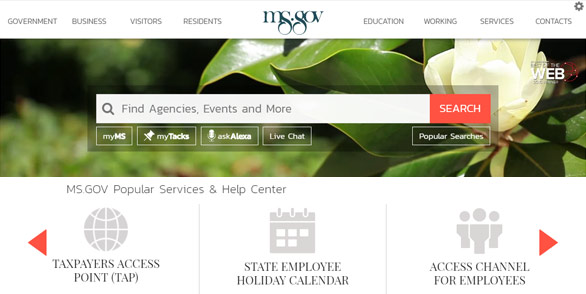 GOVERNMENT BUSINESS VISITORS RESIDENTS ms.gov EDUCATION WORKING SERVICES CONTACTS
MEET THE
WEB
Find Agencies, Events and More SEARCH
myMS myTacks askAlexa Live Chat Popular Searches
MS.GOV Popular Services & Help Center
TAXPAYERS ACCESS
POINT (TAP)
STATE EMPLOYEE
HOLIDAY CALENDAR
ACCESS CHANNEL
FOR EMPLOYEES